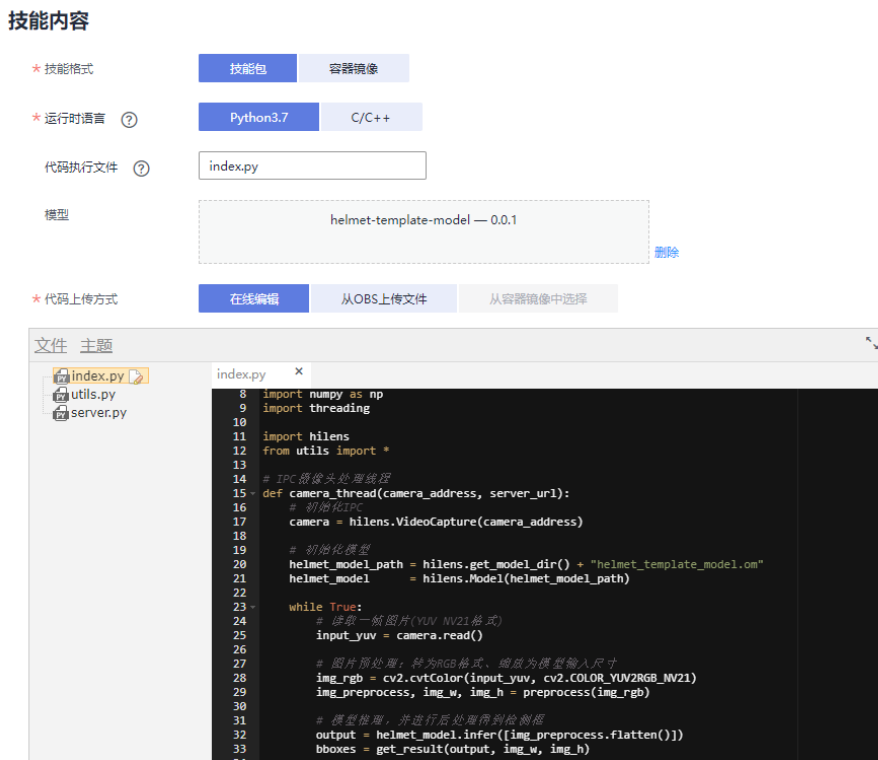 技能内容
* 技能格式 技能包 容器镜像
* 运行时语言 ? Python3.7 C/C++
代码执行文件 ? index.py
模型 helmet-template-model — 0.0.1
删除
* 代码上传方式 在线编辑 从OBS上传文件 从容器镜像中选择
文件 主题
index.py
utils.py
server.py
index.py ×
8 import numpy as np
9 import threading
10
11 import hilens
12 from utils import *
13
14 # IPC摄像头处理线程
15 def camera_thread(camera_address, server_url):
16     # 初始化IPC
17     camera = hilens.VideoCapture(camera_address)
18
19     # 初始化模型
20     helmet_model_path = hilens.get_model_dir() + "helmet_template_model.om"
21     helmet_model      = hilens.Model(helmet_model_path)
22
23     while True:
24         # 读取一帧图片(YUV NV21格式)
25         input_yuv = camera.read()
26
27         # 图片预处理：转为RGB格式、缩放为模型输入尺寸
28         img_rgb = cv2.cvtColor(input_yuv, cv2.COLOR_YUV2RGB_NV21)
29         img_preprocess, img_w, img_h = preprocess(img_rgb)
30
31         # 模型推理，并进行后处理得到检测框
32         output = helmet_model.infer([img_preprocess.flatten()])
33         bboxes = get_result(output, img_w, img_h)